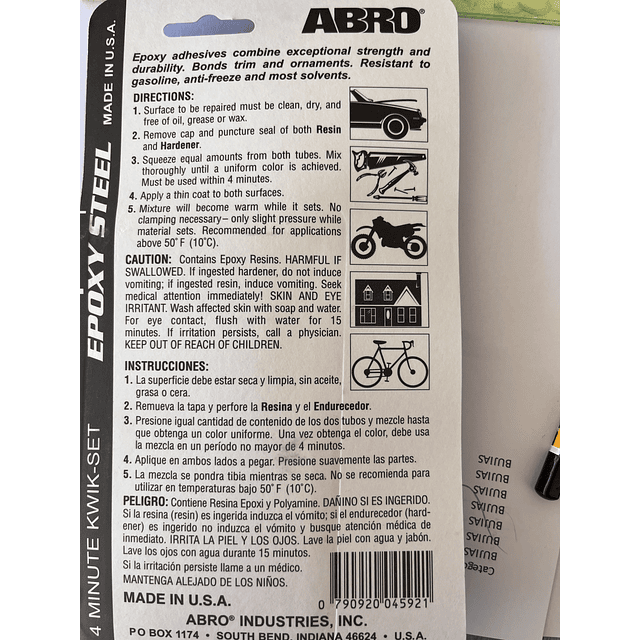 ABRO®
Epoxy adhesives combine exceptional strength and
durability. Bonds trim and ornaments. Resistant to
gasoline, anti-freeze and most solvents.
DIRECTIONS:
1. Surface to be repaired must be clean, dry, and
free of oil, grease or wax.
2. Remove cap and puncture seal of both Resin
and Hardener.
3. Squeeze equal amounts from both tubes. Mix
thoroughly until a uniform color is achieved.
Must be used within 4 minutes.
4. Apply a thin coat to both surfaces.
5. Mixture will become warm while it sets. No
clamping necessary– only slight pressure while
material sets. Recommended for applications
above 50˚F (10˚C).
CAUTION: Contains Epoxy Resins. HARMFUL IF
SWALLOWED. If ingested hardener, do not induce
vomiting; if ingested resin, induce vomiting. Seek
medical attention immediately! SKIN AND EYE
IRRITANT. Wash affected skin with soap and water.
For eye contact, flush with water for 15
minutes. If irritation persists, call a physician.
KEEP OUT OF REACH OF CHILDREN.
INSTRUCCIONES:
1. La superficie debe estar seca y limpia, sin aceite,
grasa o cera.
2. Remueva la tapa y perfore la Resina y el Endurecedor.
3. Presione igual cantidad de contenido de los dos tubos y mezcle hasta
que obtenga un color uniforme. Una vez obtenga el color, debe usa
la mezcla en un período no mayor de 4 minutos.
4. Aplique en ambos lados a pegar. Presione suavemente las partes.
5. La mezcla se pondra tibia mientras se seca. No se recomienda para
utilizar en temperaturas bajo 50˚F (10˚C).
PELIGRO: Contiene Resina Epoxi y Polyamine. DAÑINO SI ES INGERIDO.
Si la resina (resin) es ingerida induzca el vómito; si el endurecedor (hard-
ener) es ingerido no induzca el vómito y busque atención médica de
inmediato. IRRITA LA PIEL Y LOS OJOS. Lave la piel con agua y jabón.
Lave los ojos con agua durante 15 minutos.
Si la irritación persiste llame a un médico.
MANTENGA ALEJADO DE LOS NIÑOS.
MADE IN U.S.A.
0 790920 045921
ABRO® INDUSTRIES, INC.
PO BOX 1174 • SOUTH BEND, INDIANA 46624 • U.S.A.
4 MINUTE KWIK-SET EPOXY STEEL MADE IN U.S.A.
Catego
BUJIAS
BUJIAS
BUJIAS
BUJIAS
BUJIAS
BUJIAS